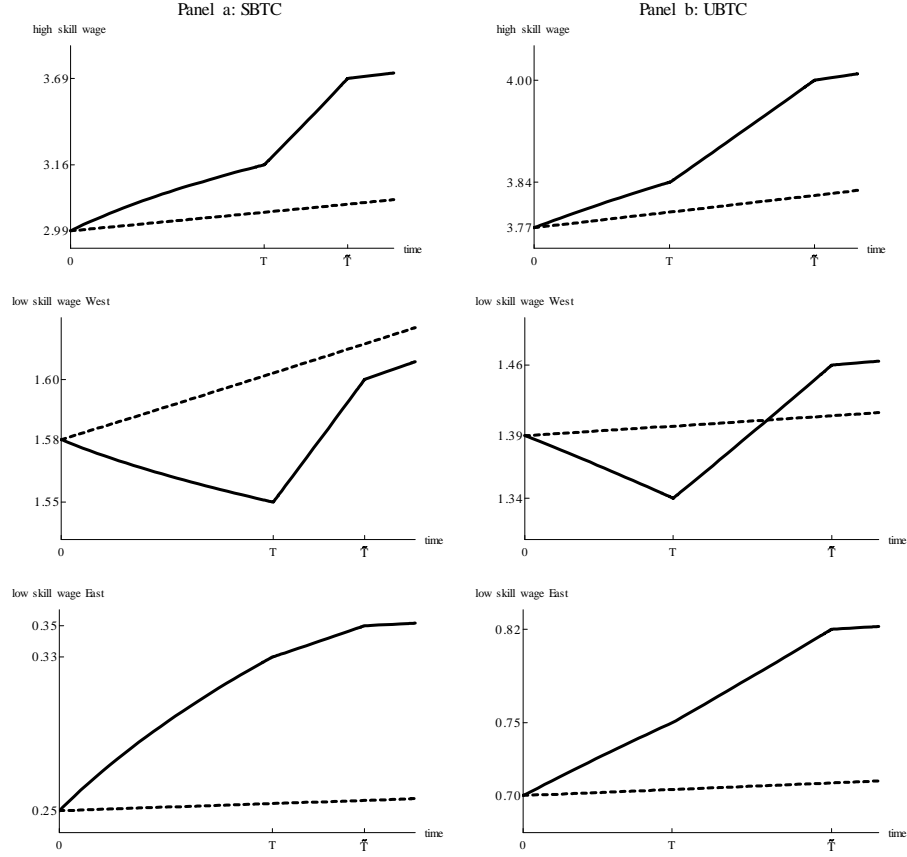 Panel a: SBTC
high skill wage
3.69
3.16
2.99
0
T
T̃
time
low skill wage West
1.60
1.58
1.55
0
T
T̃
time
low skill wage East
0.35
0.33
0.25
0
T
T̃
time
Panel b: UBTC
high skill wage
4.00
3.84
3.77
0
T
T̃
time
low skill wage West
1.46
1.39
1.34
0
T
T̃
time
low skill wage East
0.82
0.75
0.70
0
T
T̃
time